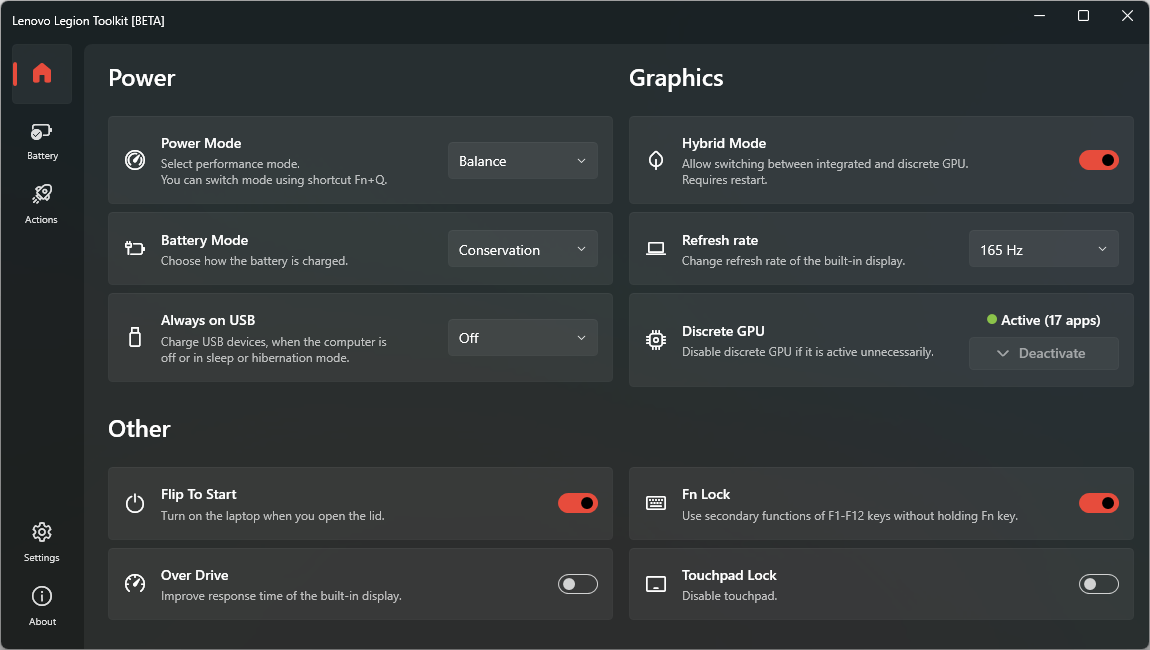 Lenovo Legion Toolkit [BETA]
Battery
Actions
Settings
About
Power
Power Mode
Select performance mode.
You can switch mode using shortcut Fn+Q.
Balance
Battery Mode
Choose how the battery is charged.
Conservation
Always on USB
Charge USB devices, when the computer is
off or in sleep or hibernation mode.
Off
Graphics
Hybrid Mode
Allow switching between integrated and discrete GPU.
Requires restart.
Refresh rate
Change refresh rate of the built-in display.
165 Hz
Discrete GPU
Disable discrete GPU if it is active unnecessarily.
Active (17 apps)
Deactivate
Other
Flip To Start
Turn on the laptop when you open the lid.
Fn Lock
Use secondary functions of F1-F12 keys without holding Fn key.
Over Drive
Improve response time of the built-in display.
Touchpad Lock
Disable touchpad.